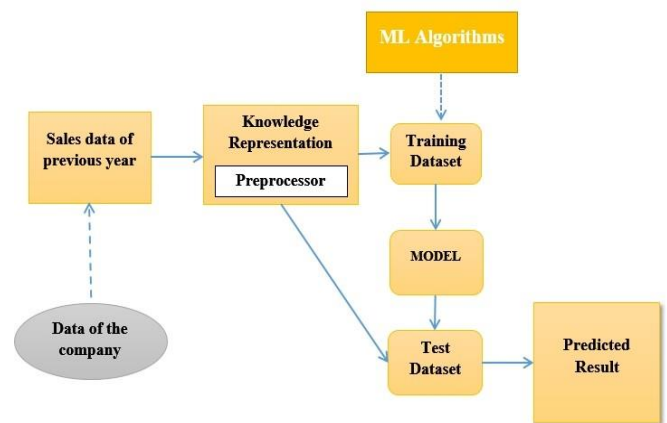 ML Algorithms
Sales data of
previous year
Knowledge
Representation
Preprocessor
Training
Dataset
MODEL
Data of the
company
Test
Dataset
Predicted
Result